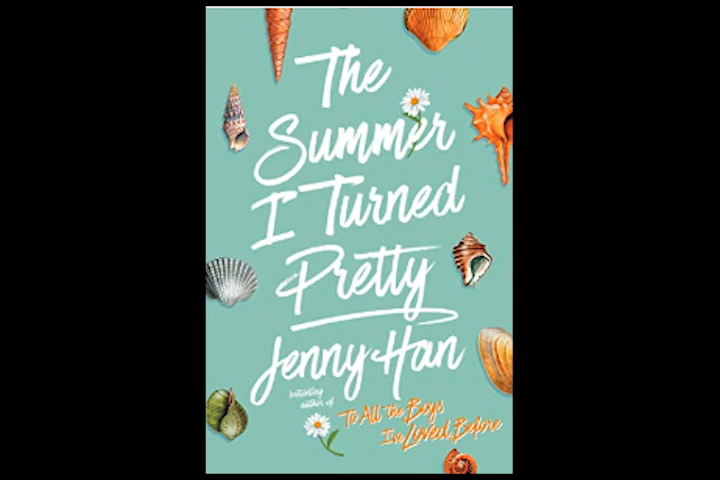 The
Summer
I Turned
Pretty
Jenny Han
bestselling
author of
To All the Boys
I've Loved Before